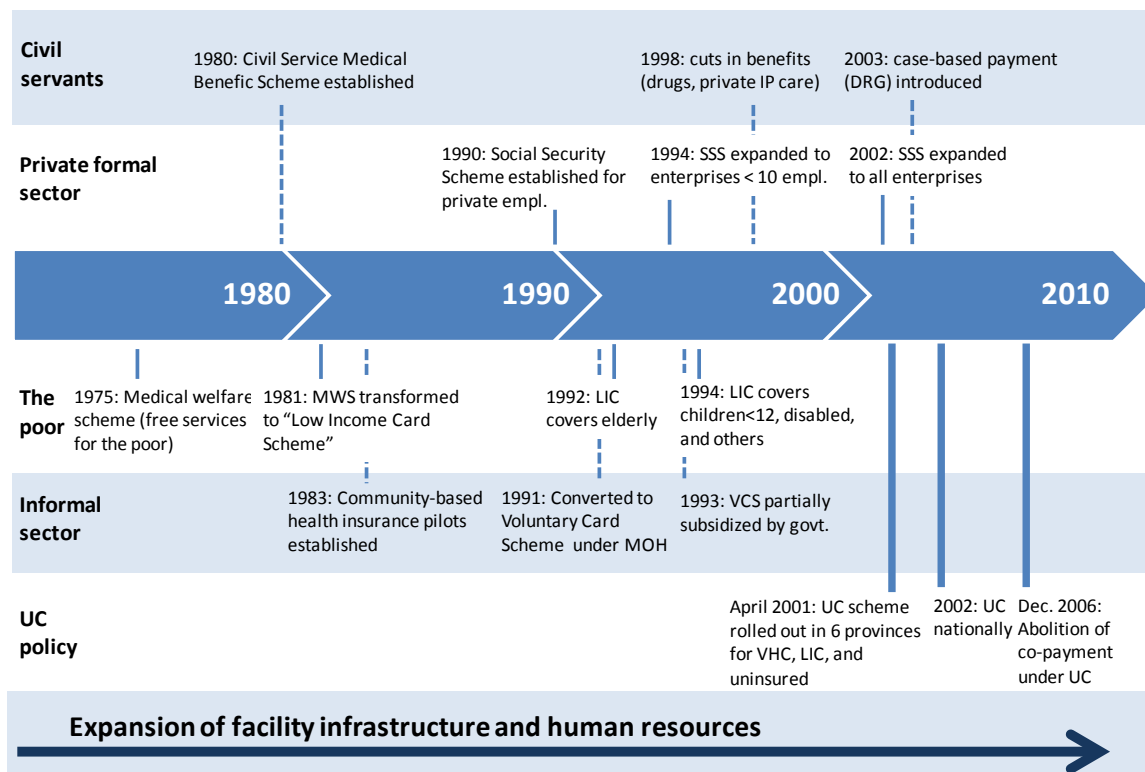 Civil
servants
1980: Civil Service Medical
Benefic Scheme established
1998: cuts in benefits
(drugs, private IP care)
2003: case-based payment
(DRG) introduced
Private formal
sector
1990: Social Security
Scheme established for
private empl.
1994: SSS expanded to
enterprises < 10 empl.
2002: SSS expanded
to all enterprises
1980
1990
2000
2010
The
poor
1975: Medical welfare
scheme (free services
for the poor)
1981: MWS transformed
to “Low Income Card
Scheme”
1992: LIC
covers elderly
1994: LIC covers
children<12, disabled,
and others
Informal
sector
1983: Community-based
health insurance pilots
established
1991: Converted to
Voluntary Card
Scheme under MOH
1993: VCS partially
subsidized by govt.
UC
policy
April 2001: UC scheme
rolled out in 6 provinces
for VHC, LIC, and
uninsured
2002: UC
nationally
Dec. 2006:
Abolition of
co-payment
under UC
Expansion of facility infrastructure and human resources